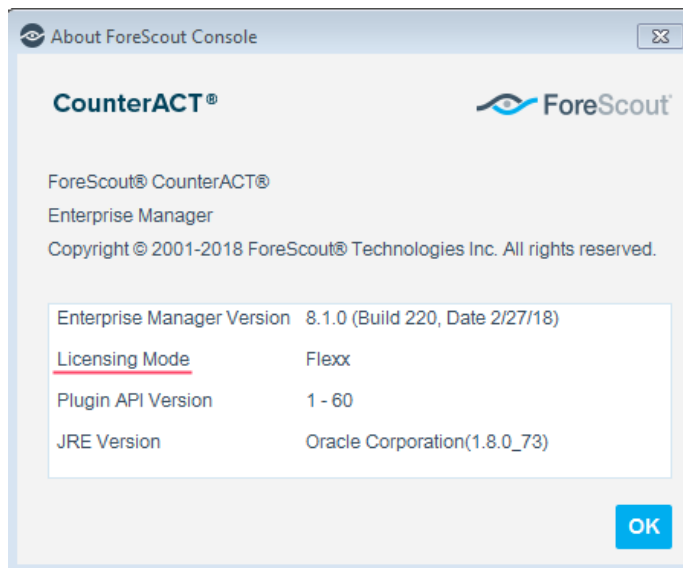 About ForeScout Console
CounterACT®
ForeScout
ForeScout® CounterACT®
Enterprise Manager
Copyright © 2001-2018 ForeScout® Technologies Inc. All rights reserved.
Enterprise Manager Version 8.1.0 (Build 220, Date 2/27/18)
Licensing Mode Flexx
Plugin API Version 1 - 60
JRE Version Oracle Corporation(1.8.0_73)
OK